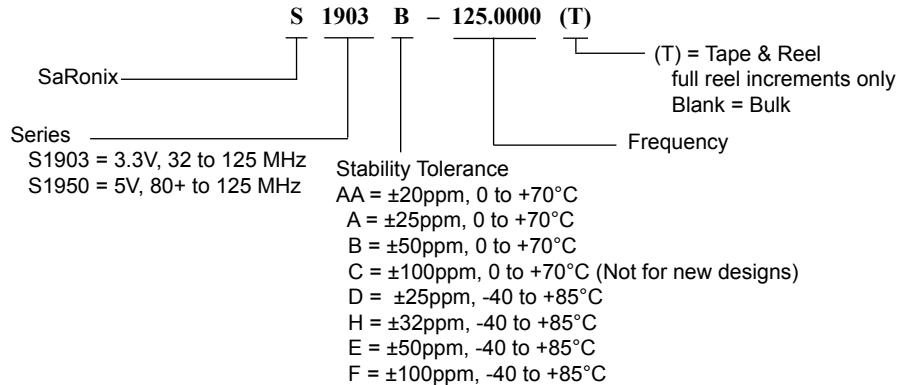 S 1903 B – 125.0000 (T)
(T) = Tape & Reel
full reel increments only
Blank = Bulk
SaRonix
Series
S1903 = 3.3V, 32 to 125 MHz
S1950 = 5V, 80+ to 125 MHz
Frequency
Stability Tolerance
AA = ±20ppm, 0 to +70°C
A = ±25ppm, 0 to +70°C
B = ±50ppm, 0 to +70°C
C = ±100ppm, 0 to +70°C (Not for new designs)
D = ±25ppm, -40 to +85°C
H = ±32ppm, -40 to +85°C
E = ±50ppm, -40 to +85°C
F = ±100ppm, -40 to +85°C